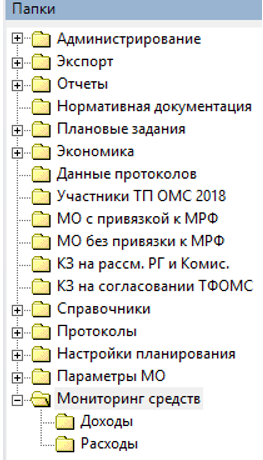 Папки
Администрирование
Экспорт
Отчеты
Нормативная документация
Плановые задания
Экономика
Данные протоколов
Участники ТП ОМС 2018
МО с привязкой к МРФ
МО без привязки к МРФ
КЗ на рассм. РГ и Комис.
КЗ на согласовании ТФОМС
Справочники
Протоколы
Настройки планирования
Параметры МО
Мониторинг средств
Доходы
Расходы